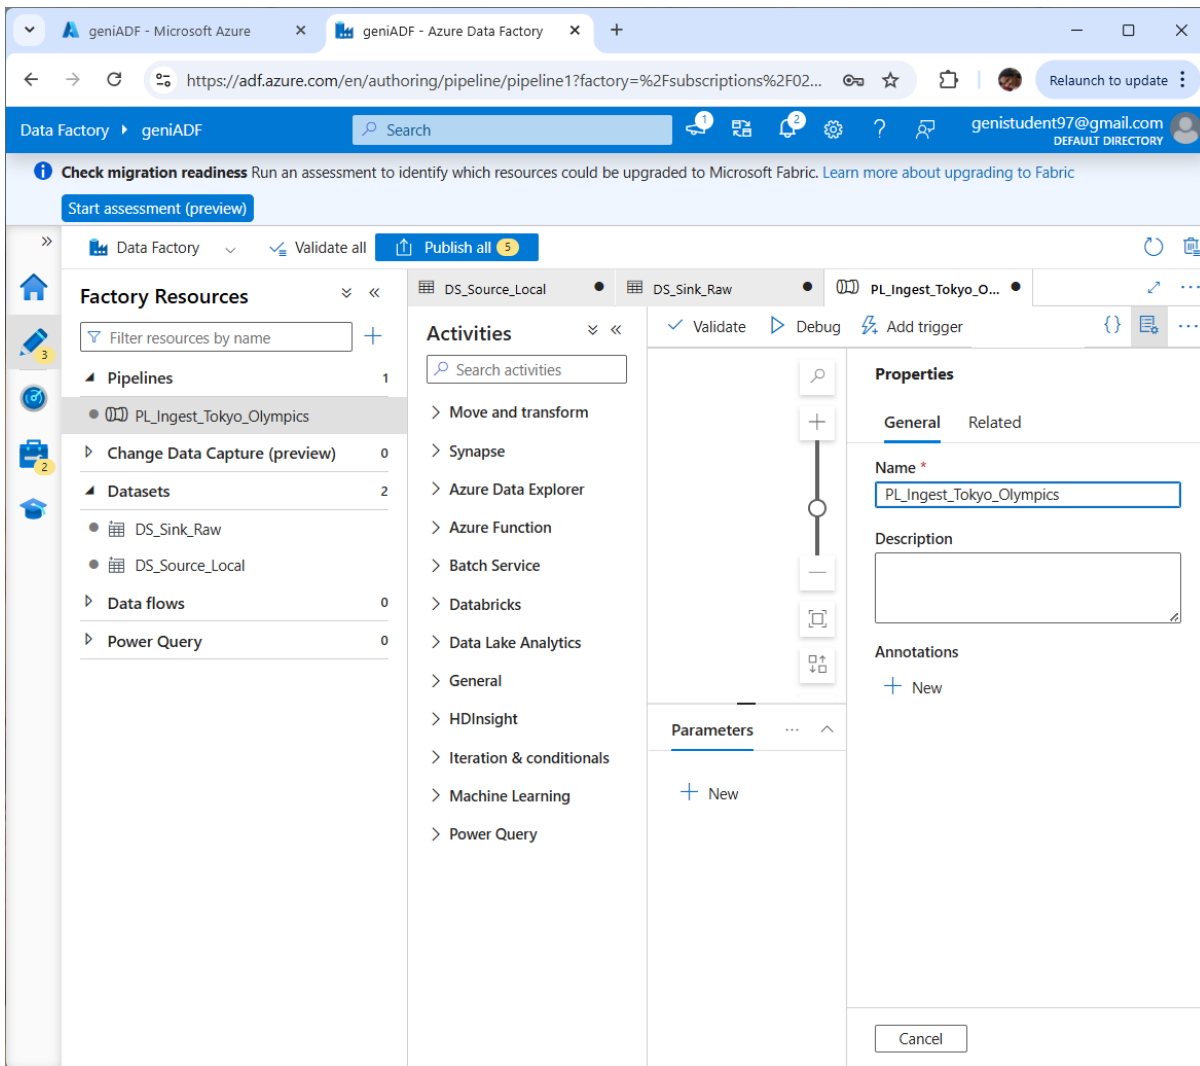 geniADF - Microsoft Azure
geniADF - Azure Data Factory
https://adf.azure.com/en/authoring/pipeline/pipeline1?factory=%2Fsubscriptions%2F02...
Relaunch to update
Data Factory
geniADF
Search
1
2
genistudent97@gmail.com
DEFAULT DIRECTORY
Check migration readiness Run an assessment to identify which resources could be upgraded to Microsoft Fabric. Learn more about upgrading to Fabric
Start assessment (preview)
Data Factory
Validate all
Publish all 5
3
2
Factory Resources
Filter resources by name
Pipelines 1
PL_Ingest_Tokyo_Olympics
Change Data Capture (preview) 0
Datasets 2
DS_Sink_Raw
DS_Source_Local
Data flows 0
Power Query 0
DS_Source_Local
DS_Sink_Raw
PL_Ingest_Tokyo_O...
Activities
Search activities
Move and transform
Synapse
Azure Data Explorer
Azure Function
Batch Service
Databricks
Data Lake Analytics
General
HDInsight
Iteration & conditionals
Machine Learning
Power Query
Validate
Debug
Add trigger
{}
Parameters
New
Properties
General
Related
Name *
PL_Ingest_Tokyo_Olympics
Description
Annotations
New
Cancel